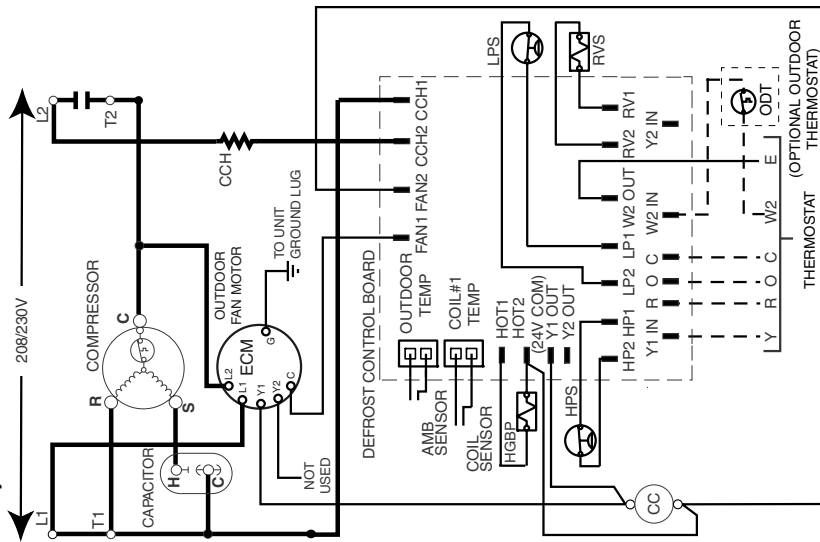 208/230V
L1
L2
T1
T2
COMPRESSOR
R
S
C
CAPACITOR
H
C
CCH
OUTDOOR
FAN MOTOR
ECM
L2
L1
Y1
Y2
C
G
TO UNIT
GROUND LUG
NOT
USED
DEFROST CONTROL BOARD
FAN1
FAN2
CCH2
CCH1
OUTDOOR
TEMP
COIL#1
TEMP
AMB
SENSOR
COIL
SENSOR
HOT1
HOT2
(24V COM)
Y1 OUT
Y2 OUT
HGBP
HPS
LPS
RVS
HP2
HP1
LP2
LP1
W2 OUT
RV2
RV1
Y1 IN
R
O
C
W2 IN
Y2 IN
CC
ODT
(OPTIONAL OUTDOOR
THERMOSTAT)
Y
R
O
C
W2
E
THERMOSTAT